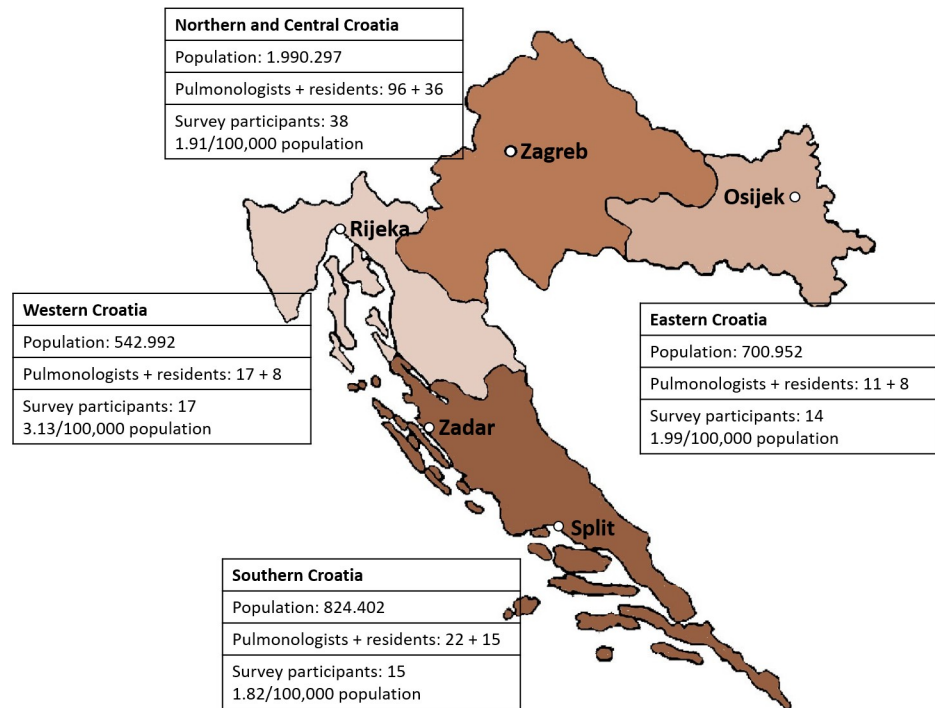 Northern and Central Croatia
Population: 1.990.297
Pulmonologists + residents: 96 + 36
Survey participants: 38
1.91/100,000 population
Zagreb
Osijek
Rijeka
Western Croatia
Population: 542.992
Pulmonologists + residents: 17 + 8
Survey participants: 17
3.13/100,000 population
Eastern Croatia
Population: 700.952
Pulmonologists + residents: 11 + 8
Survey participants: 14
1.99/100,000 population
Zadar
Split
Southern Croatia
Population: 824.402
Pulmonologists + residents: 22 + 15
Survey participants: 15
1.82/100,000 population